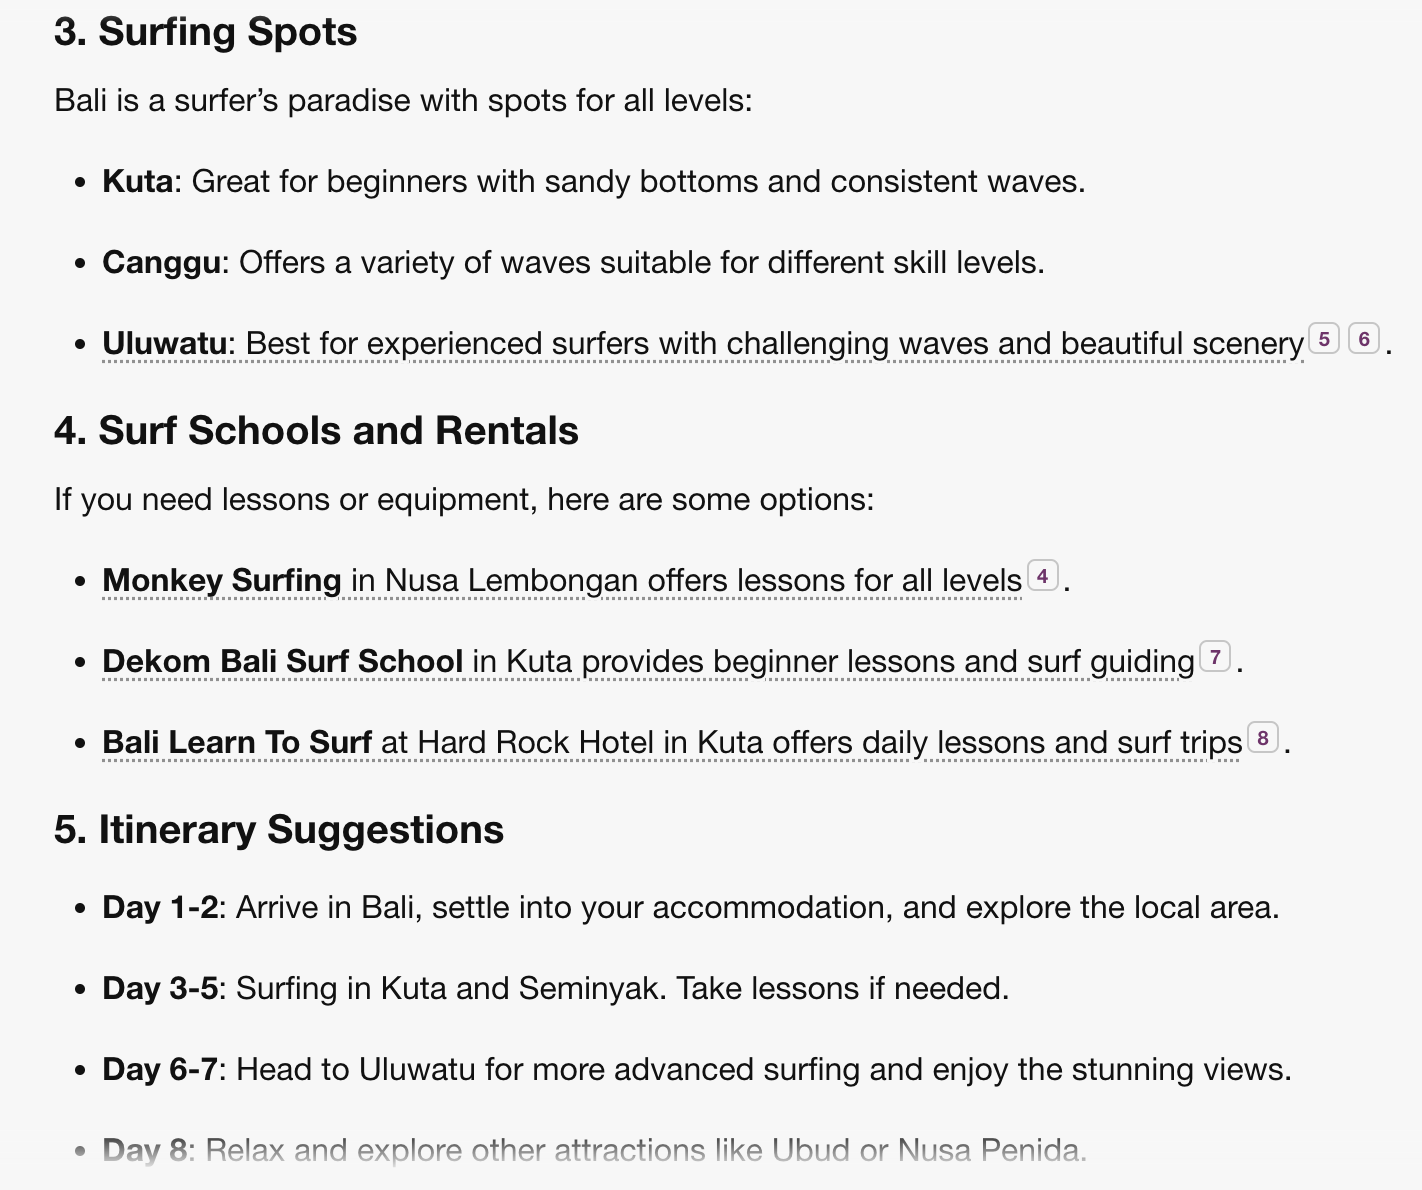 3. Surfing Spots
Bali is a surfer’s paradise with spots for all levels:
• Kuta: Great for beginners with sandy bottoms and consistent waves.
• Canggu: Offers a variety of waves suitable for different skill levels.
• Uluwatu: Best for experienced surfers with challenging waves and beautiful scenery 5 6 .
4. Surf Schools and Rentals
If you need lessons or equipment, here are some options:
• Monkey Surfing in Nusa Lembongan offers lessons for all levels 4 .
• Dekom Bali Surf School in Kuta provides beginner lessons and surf guiding 7 .
• Bali Learn To Surf at Hard Rock Hotel in Kuta offers daily lessons and surf trips 8 .
5. Itinerary Suggestions
• Day 1-2: Arrive in Bali, settle into your accommodation, and explore the local area.
• Day 3-5: Surfing in Kuta and Seminyak. Take lessons if needed.
• Day 6-7: Head to Uluwatu for more advanced surfing and enjoy the stunning views.
• Day 8: Relax and explore other attractions like Ubud or Nusa Penida.